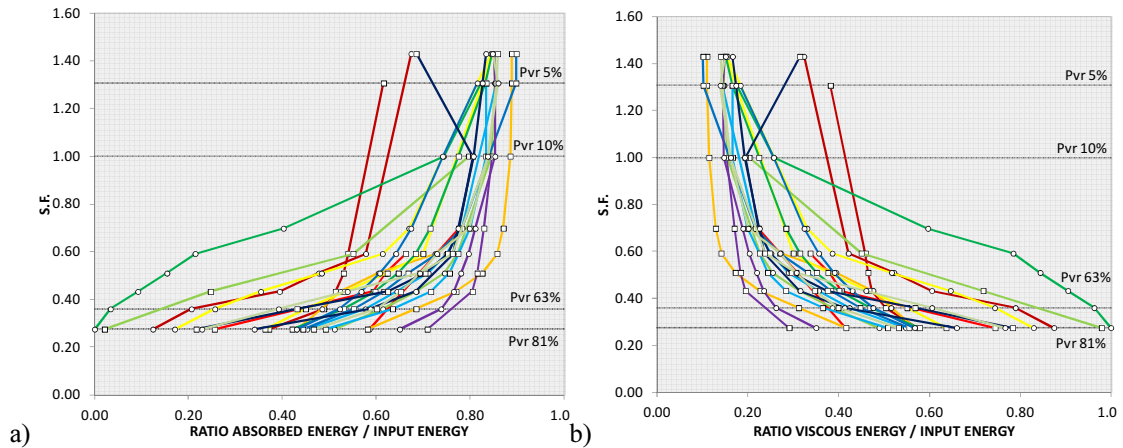 1.60
1.40
1.20
1.00
0.80
0.60
0.40
0.20
0.00
S.F.
Pvr 5%
Pvr 10%
Pvr 63%
Pvr 81%
0.00 0.20 0.40 0.60 0.80 1.0
RATIO ABSORBED ENERGY / INPUT ENERGY
a)
1.60
1.40
1.20
1.00
0.80
0.60
0.40
0.20
0.00
S.F.
Pvr 5%
Pvr 10%
Pvr 63%
Pvr 81%
0.00 0.20 0.40 0.60 0.80 1.0
RATIO VISCOUS ENERGY / INPUT ENERGY
b)